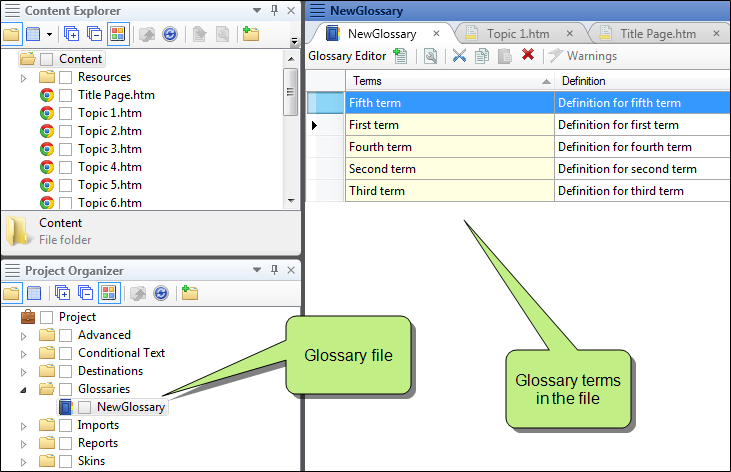 Content Explorer
Content
Resources
Title Page.htm
Topic 1.htm
Topic 2.htm
Topic 3.htm
Topic 4.htm
Topic 5.htm
Topic 6.htm
Content
File folder
Project Organizer
Project
Advanced
Conditional Text
Destinations
Glossaries
NewGlossary
Imports
Reports
Skins
NewGlossary
NewGlossary Topic 1.htm Title Page.htm
Glossary Editor Warnings
Terms Definition
Fifth term Definition for fifth term
First term Definition for first term
Fourth term Definition for fourth term
Second term Definition for second term
Third term Definition for third term
Glossary file
Glossary terms
in the file